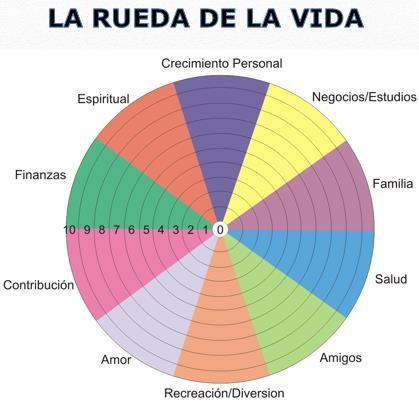 LA RUEDA DE LA VIDA
Crecimiento Personal
Espiritual
Negocios/Estudios
Finanzas
Familia
10 9 8 7 6 5 4 3 2 1 0
Contribución
Salud
Amor
Amigos
Recreación/Diversion